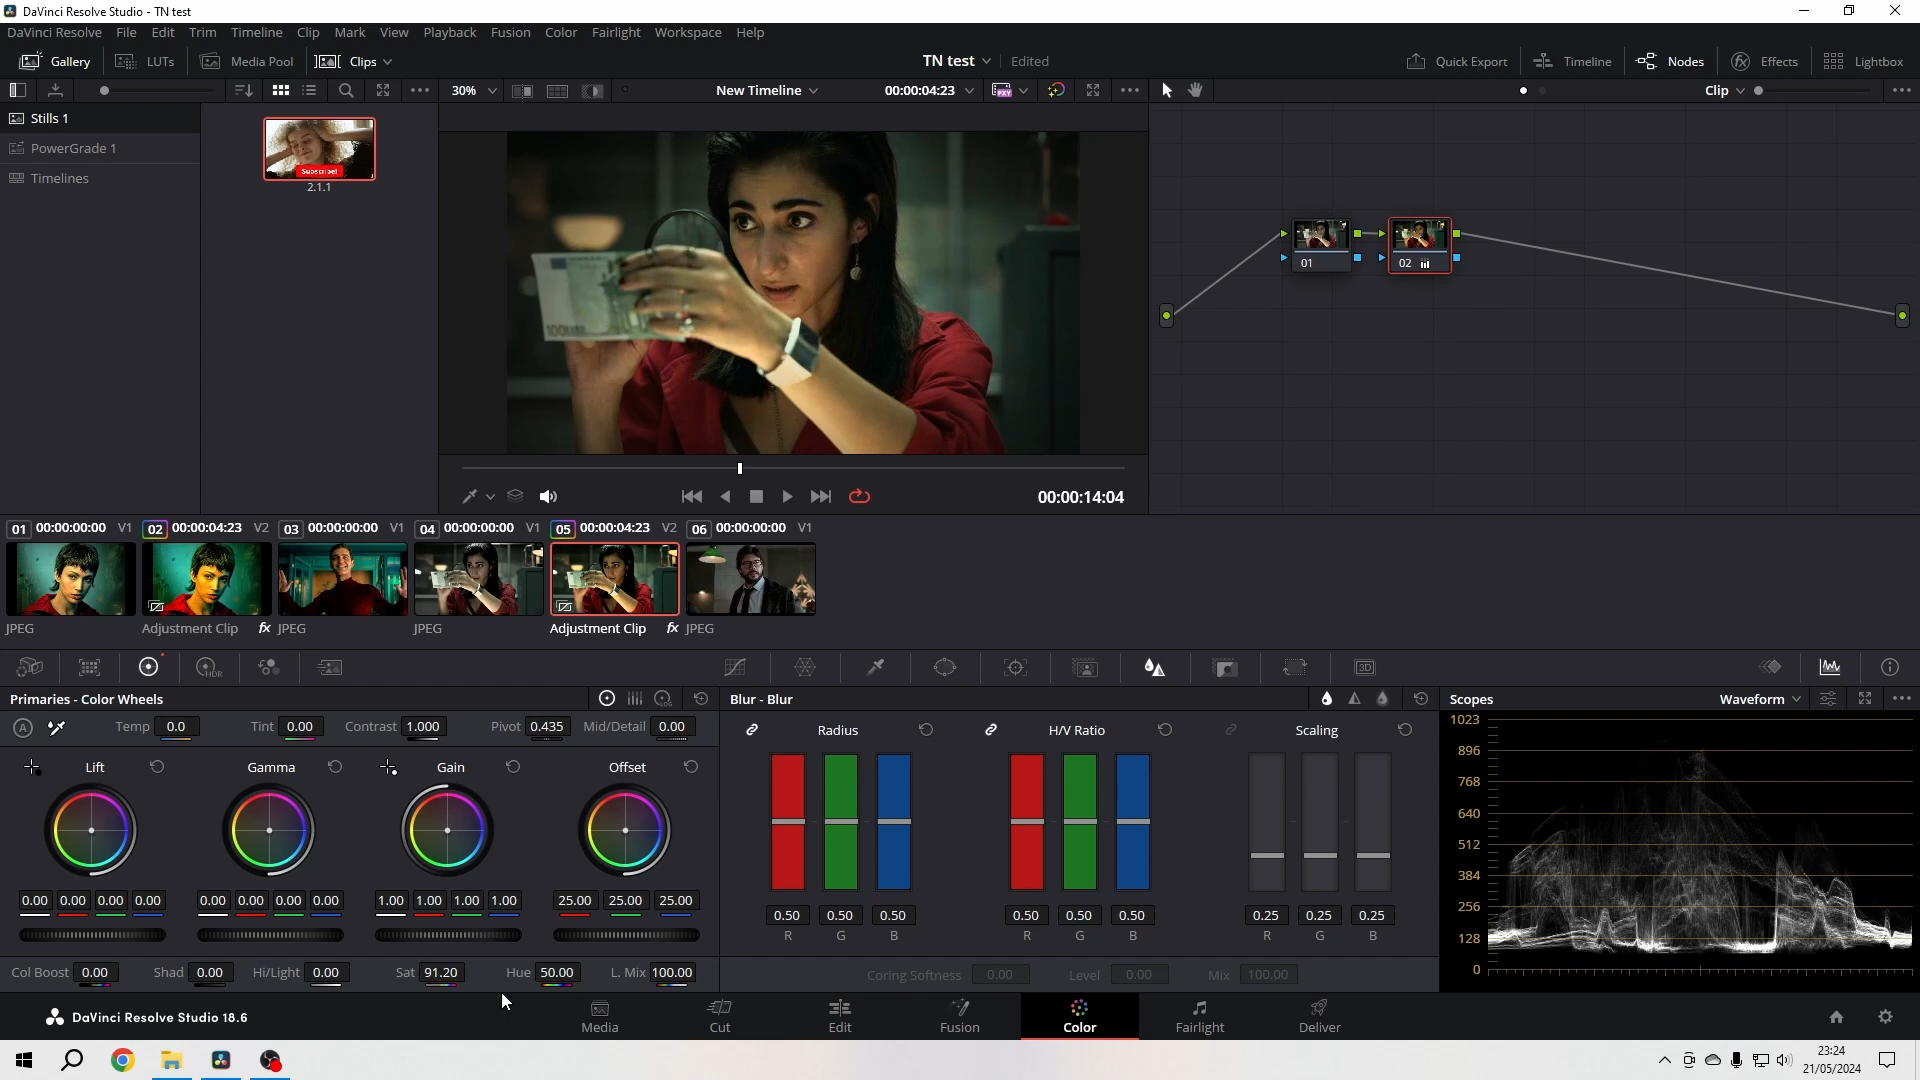 DaVinci Resolve Studio - TN test
DaVinci Resolve File Edit Trim Timeline Clip Mark View Playback Fusion Color Fairlight Workspace Help
Gallery LUTs Media Pool Clips TN test Edited Quick Export Timeline Nodes Effects Lightbox
30% New Timeline 00:00:04:23 PXY Clip
Stills 1
PowerGrade 1
Timelines
Subscribe!
2.1.1
100
01
02
00:00:14:04
01 00:00:00:00 V1 02 00:00:04:23 V2 03 00:00:00:00 V1 04 00:00:00:00 V1 05 00:00:04:23 V2 06 00:00:00:00 V1
JPEG Adjustment Clip fx JPEG JPEG Adjustment Clip fx JPEG
HDR 3D
Primaries - Color Wheels LOG Blur - Blur Scopes Waveform
A Temp 0.0 Tint 0.00 Contrast 1.000 Pivot 0.435 Mid/Detail 0.00
Radius H/V Ratio Scaling
Lift Gamma Gain Offset
0.00 0.00 0.00 0.00 0.00 0.00 0.00 0.00 1.00 1.00 1.00 1.00 25.00 25.00 25.00
0.50 0.50 0.50 0.50 0.50 0.50 0.25 0.25 0.25
R G B R G B R G B
Col Boost 0.00 Shad 0.00 Hi/Light 0.00 Sat 91.20 Hue 50.00 L. Mix 100.00
Coring Softness 0.00 Level 0.00 Mix 100.00
1023
896
768
640
512
384
256
128
0
DaVinci Resolve Studio 18.6
Media Cut Edit Fusion Color Fairlight Deliver
23:24
21/05/2024